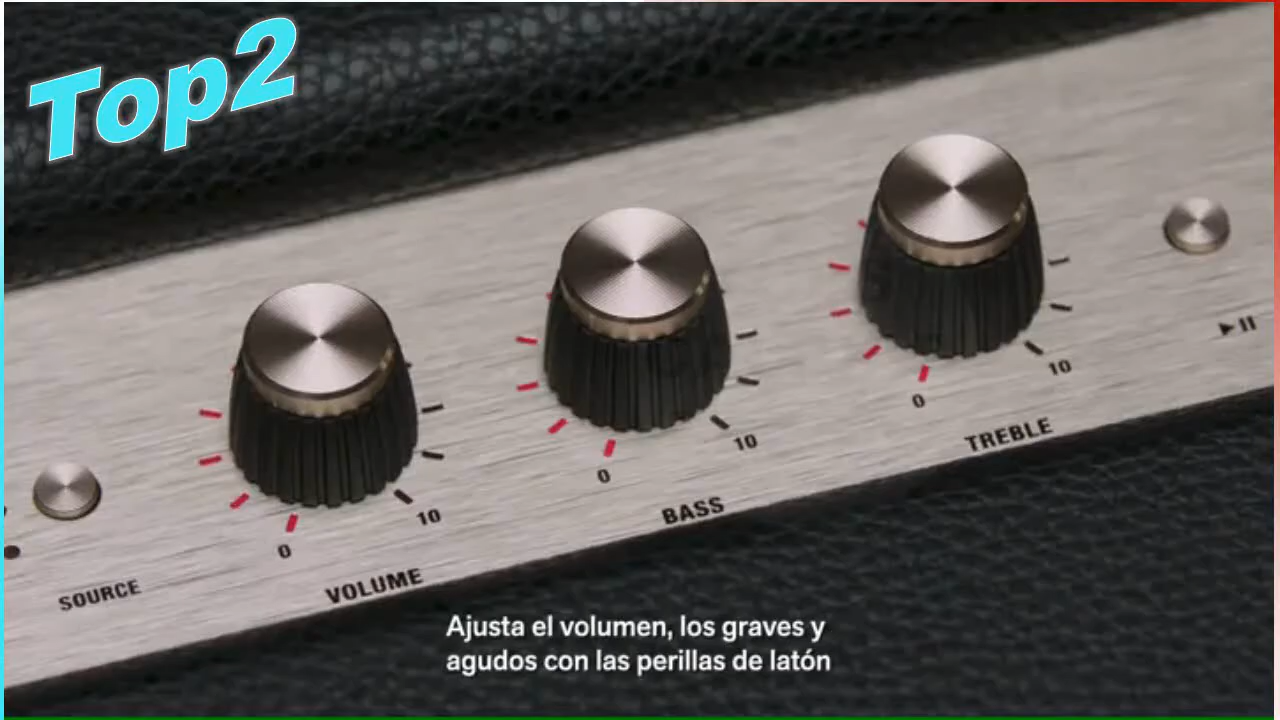 Top2
SOURCE
0
10
VOLUME
0
10
BASS
0
10
TREBLE
Ajusta el volumen, los graves y
agudos con las perillas de latón